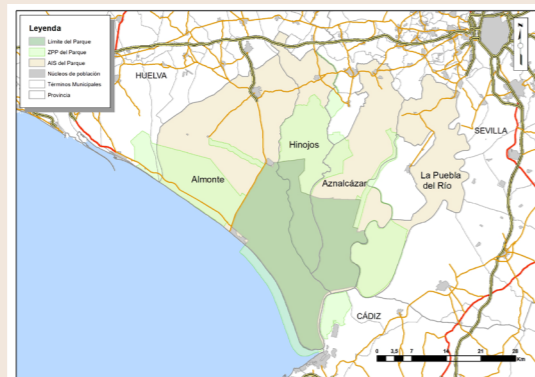 Leyenda
Límite del Parque
ZPP del Parque
AIS del Parque
Núcleos de población
Términos Municipales
Provincia
HUELVA
SEVILLA
Hinojos
Almonte
Aznalcázar
La Puebla
del Río
CÁDIZ
0 3,5 7 14 21 28
Km